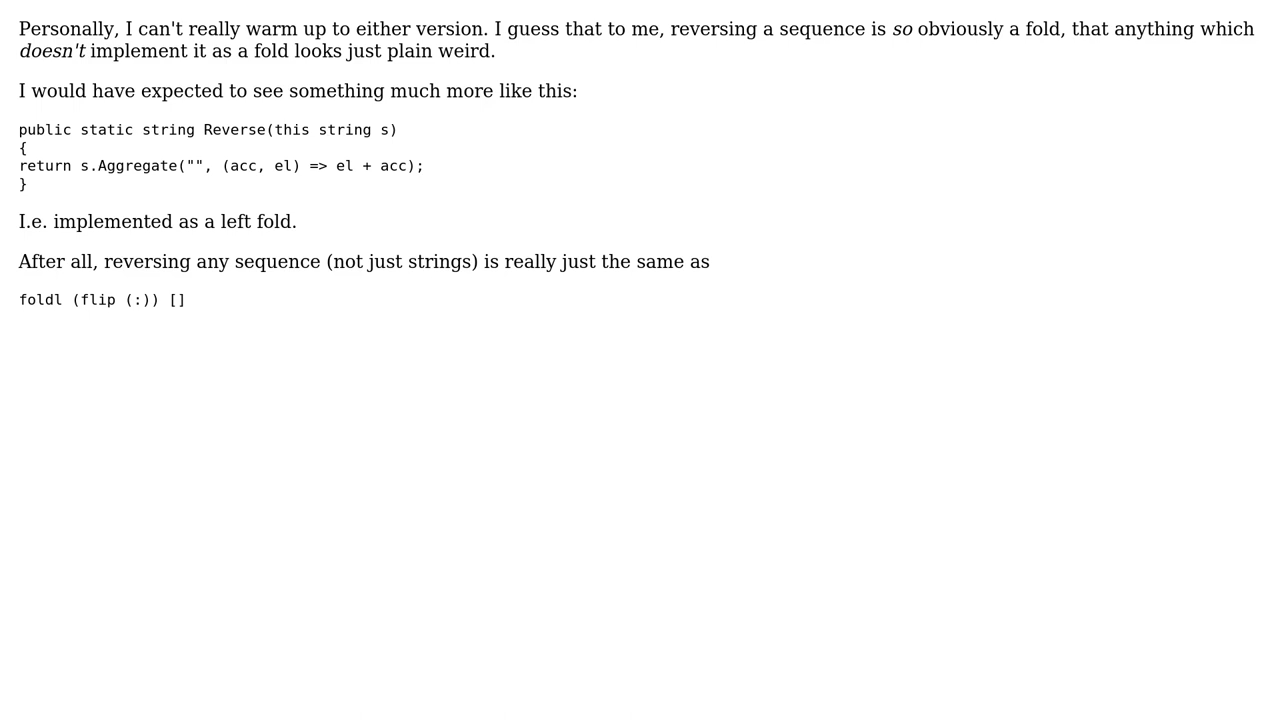 Personally, I can't really warm up to either version. I guess that to me, reversing a sequence is so obviously a fold, that anything which
doesn't implement it as a fold looks just plain weird.
I would have expected to see something much more like this:
public static string Reverse(this string s)
{
return s.Aggregate("", (acc, el) => el + acc);
}
I.e. implemented as a left fold.
After all, reversing any sequence (not just strings) is really just the same as
foldl (flip (:)) []